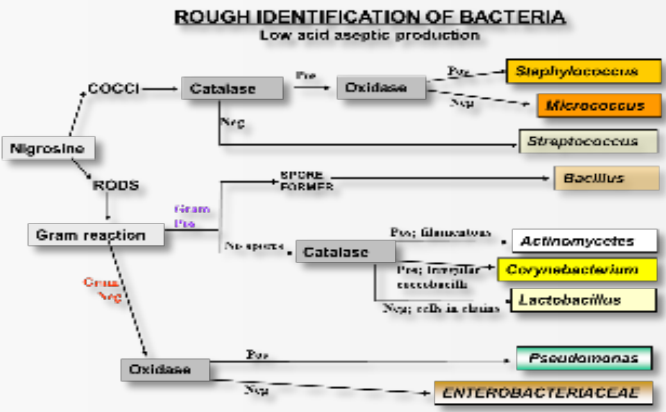 ROUGH IDENTIFICATION OF BACTERIA
Low acid aseptic production
COCCI
Catalase
Pos
Oxidase
Pos
Staphylococcus
Neg
Micrococcus
Neg
Streptococcus
Nigrosine
RODS
SPORE
FORMER
Bacillus
Gram
Pos
Gram reaction
No spores
Catalase
Pos; filamentous
Actinomycetes
Pos; irregular
coccobacilli
Corynebacterium
Neg; cells in chains
Lactobacillus
Gram
Neg
Oxidase
Pos
Pseudomonas
Neg
ENTEROBACTERIACEAE